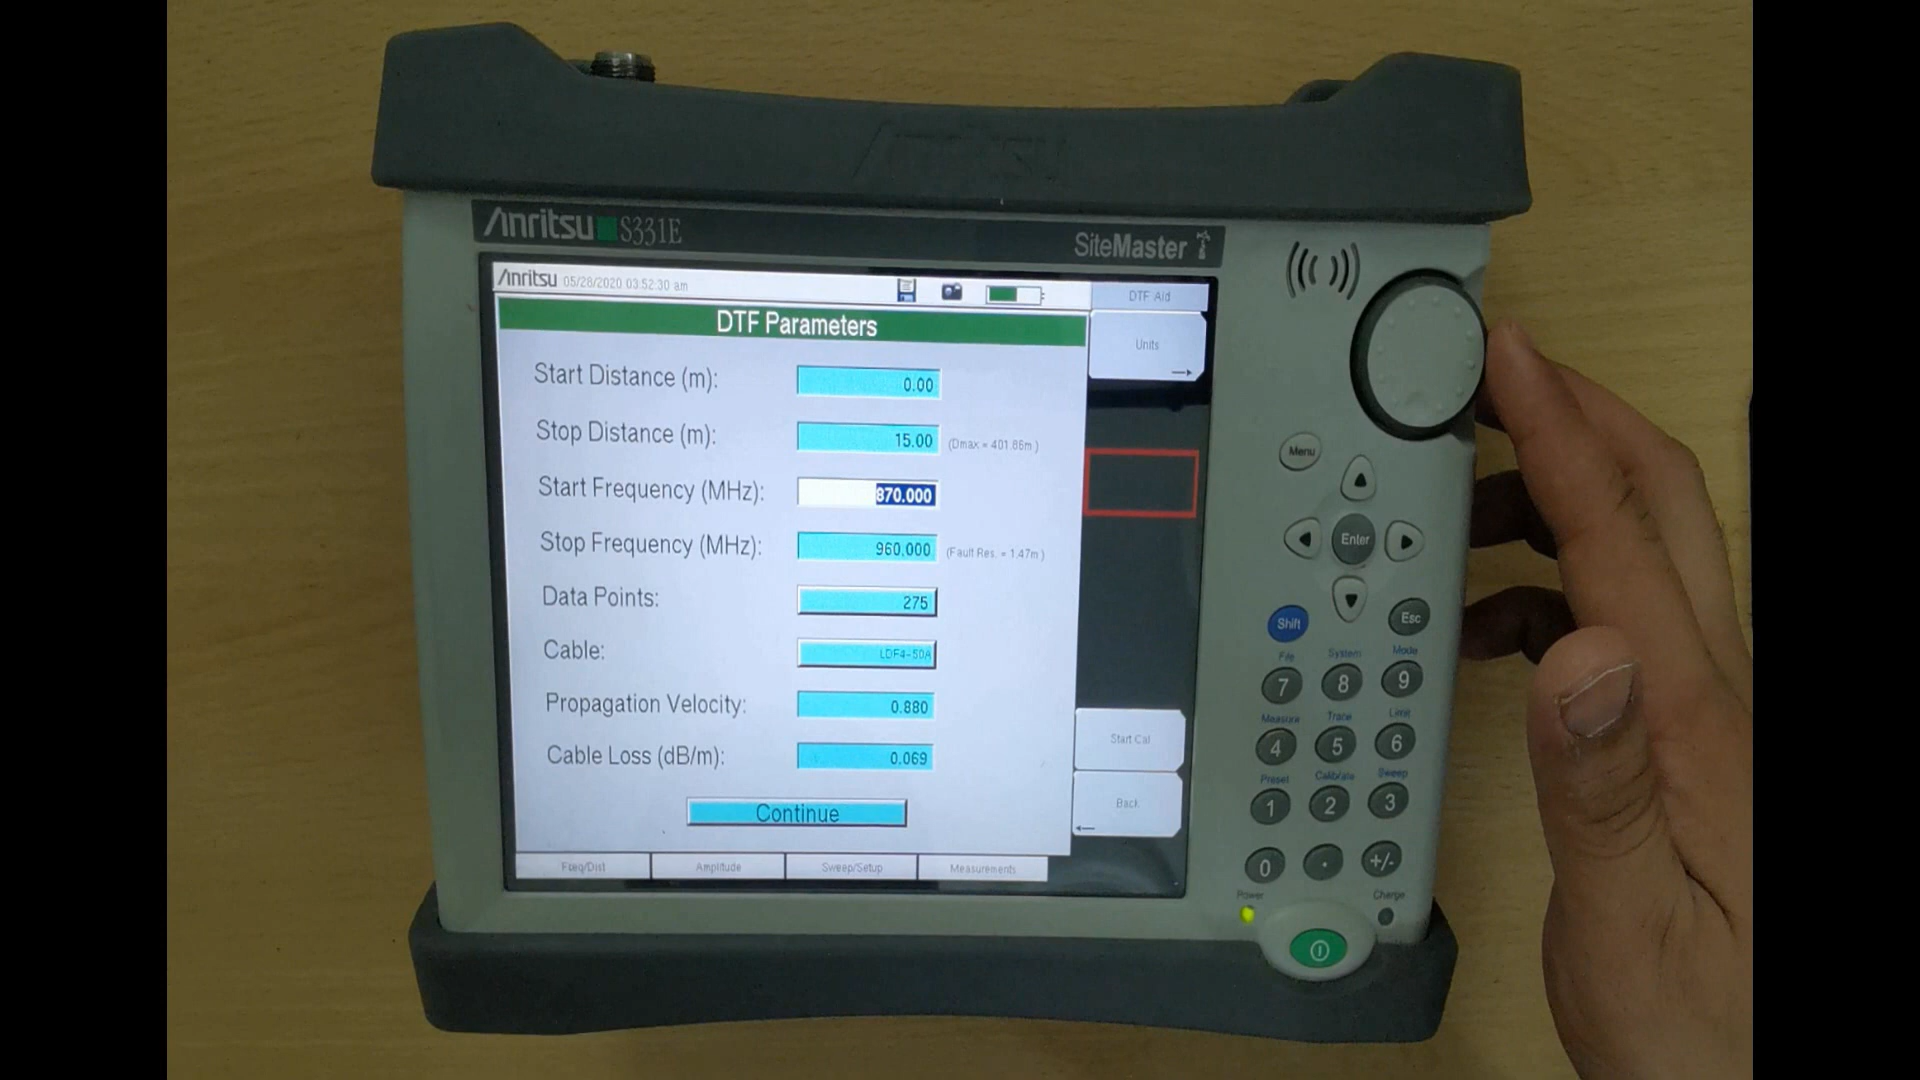 Anritsu S331E
SiteMaster
Anritsu 05/28/2020 03:52:30 am
DTF Aid
DTF Parameters
Units
Start Distance (m): 0.00
Stop Distance (m): 15.00 (Dmax = 401.86m )
Start Frequency (MHz): 870.000
Stop Frequency (MHz): 960.000 (Fault Res. = 1.47m )
Data Points: 275
Cable: LDF4-50A
Propagation Velocity: 0.880
Cable Loss (dB/m): 0.069
Continue
Start Cal
Back
Freq/Dist Amplitude Sweep/Setup Measurements
Menu
Enter
Shift Esc
File System Mode
7 8 9
Measure Trace Limit
4 5 6
Preset Calibrate Sweep
1 2 3
0 . +/-
Power Charge